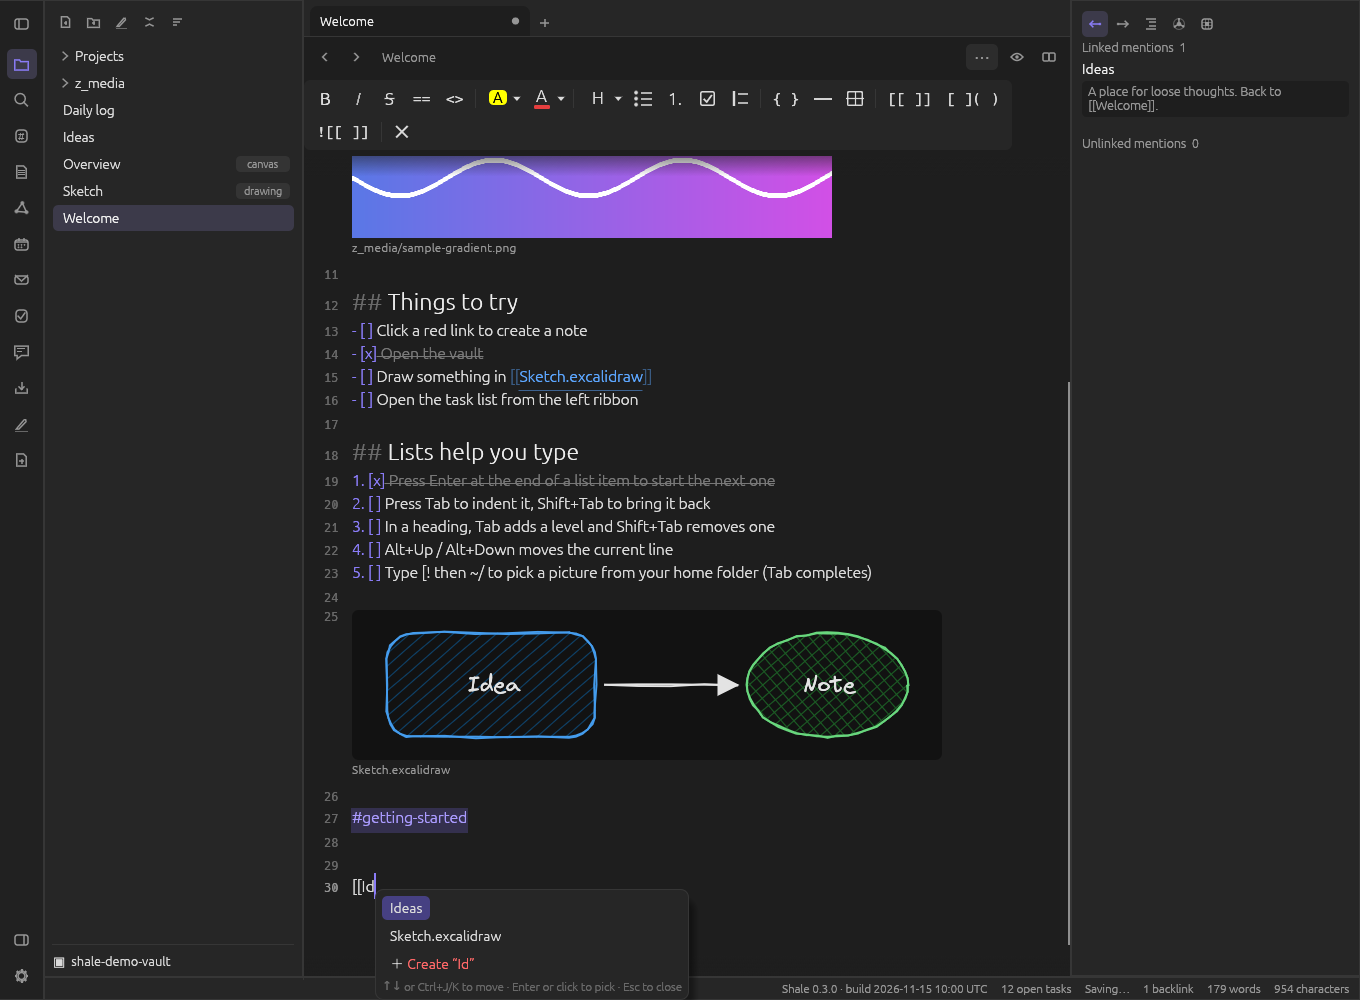 Projects
z_media
Daily log
Ideas
Overview canvas
Sketch drawing
Welcome
shale-demo-vault
Welcome
Welcome
B I S == <> A A H 1. { } — [[ ]] [ ]( )
![[ ]]
z_media/sample-gradient.png
11
12 ## Things to try
13 - [ ] Click a red link to create a note
14 - [x] Open the vault
15 - [ ] Draw something in [[Sketch.excalidraw]]
16 - [ ] Open the task list from the left ribbon
17
18 ## Lists help you type
19 1. [x] Press Enter at the end of a list item to start the next one
20 2. [ ] Press Tab to indent it, Shift+Tab to bring it back
21 3. [ ] In a heading, Tab adds a level and Shift+Tab removes one
22 4. [ ] Alt+Up / Alt+Down moves the current line
23 5. [ ] Type [! then ~/ to pick a picture from your home folder (Tab completes)
24
25
Idea Note
Sketch.excalidraw
26
27 #getting-started
28
29
30 [[Id
Ideas
Sketch.excalidraw
+ Create “Id”
↑↓ or Ctrl+J/K to move · Enter or click to pick · Esc to close
Linked mentions 1
Ideas
A place for loose thoughts. Back to
[[Welcome]].
Unlinked mentions 0
Shale 0.3.0 · build 2026-11-15 10:00 UTC 12 open tasks Saving… 1 backlink 179 words 954 characters